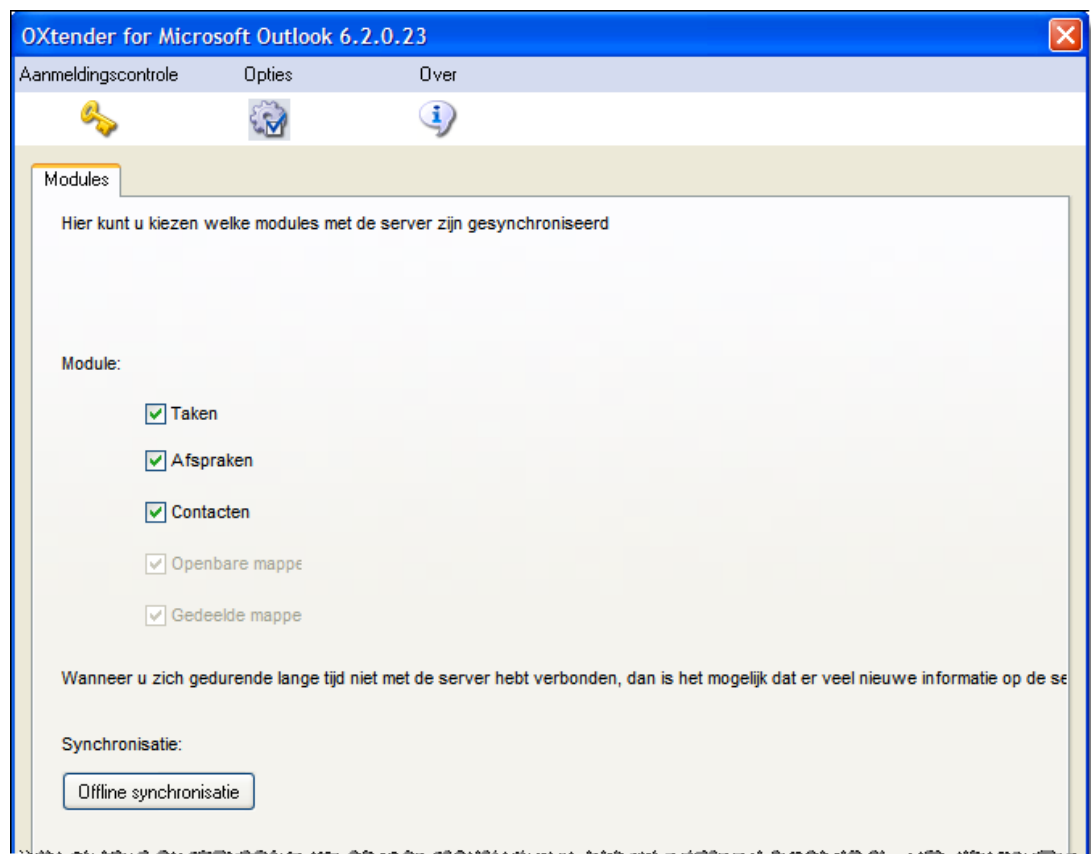 OXtender for Microsoft Outlook 6.2.0.23
Aanmeldingscontrole Opties Over
Modules
Hier kunt u kiezen welke modules met de server zijn gesynchroniseerd
Module:
Taken
Afspraken
Contacten
Openbare mappe
Gedeelde mappe
Wanneer u zich gedurende lange tijd niet met de server hebt verbonden, dan is het mogelijk dat er veel nieuwe informatie op de se
Synchronisatie:
Offline synchronisatie